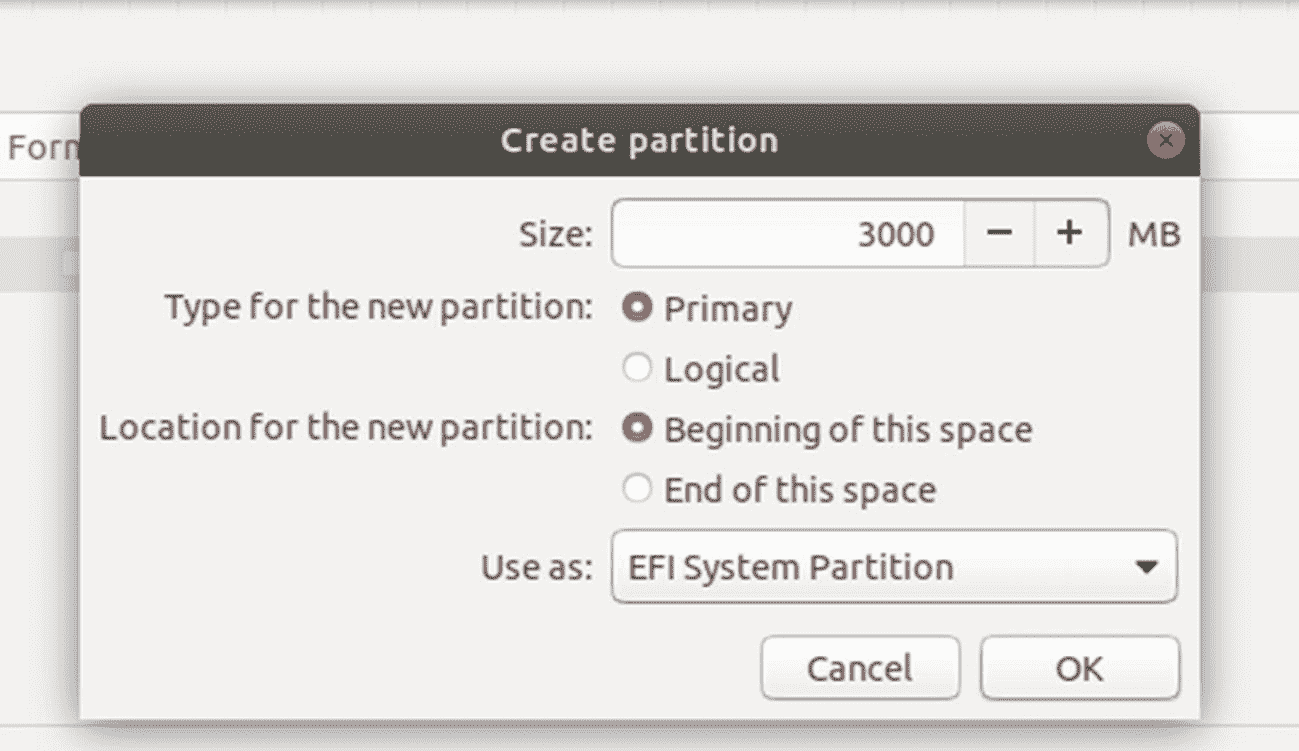 Create partition
Form
Size: 3000 − + MB
Type for the new partition: Primary
Logical
Location for the new partition: Beginning of this space
End of this space
Use as: EFI System Partition
Cancel OK